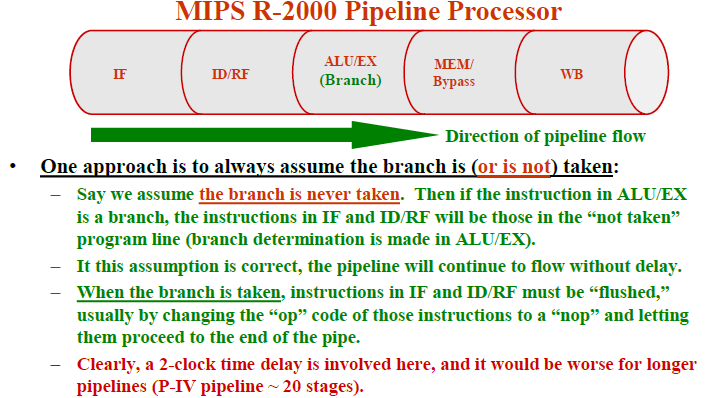 MIPS R-2000 Pipeline Processor
IF
ID/RF
ALU/EX
(Branch)
MEM/
Bypass
WB
Direction of pipeline flow
• One approach is to always assume the branch is (or is not) taken:
– Say we assume the branch is never taken. Then if the instruction in ALU/EX
is a branch, the instructions in IF and ID/RF will be those in the “not taken”
program line (branch determination is made in ALU/EX).
– It this assumption is correct, the pipeline will continue to flow without delay.
– When the branch is taken, instructions in IF and ID/RF must be “flushed,”
usually by changing the “op” code of those instructions to a “nop” and letting
them proceed to the end of the pipe.
– Clearly, a 2-clock time delay is involved here, and it would be worse for longer
pipelines (P-IV pipeline ~ 20 stages).